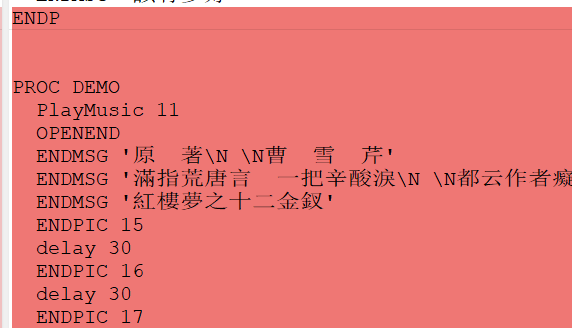 ENDP
PROC DEMO
PlayMusic 11
OPENEND
ENDMSG '原　著\N \N曹　雪　芹'
ENDMSG '滿指荒唐言　一把辛酸淚\N \N都云作者癡
ENDMSG '紅樓夢之十二金釵'
ENDPIC 15
delay 30
ENDPIC 16
delay 30
ENDPIC 17